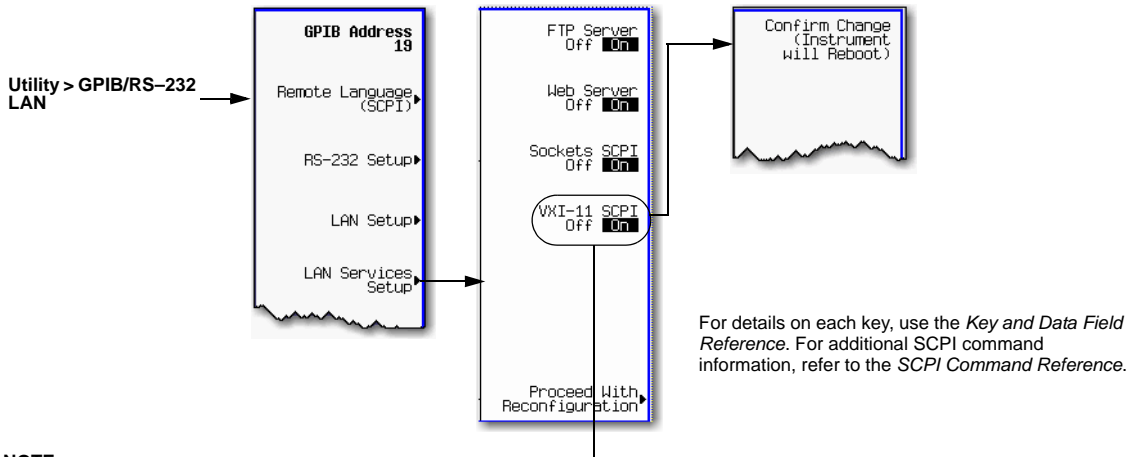 Utility > GPIB/RS–232
LAN
GPIB Address
19
Remote Language
(SCPI)
RS-232 Setup
LAN Setup
LAN Services
Setup
FTP Server
Off On
Web Server
Off On
Sockets SCPI
Off On
VXI-11 SCPI
Off On
Proceed With
Reconfiguration
Confirm Change
(Instrument
will Reboot)
For details on each key, use the Key and Data Field
Reference. For additional SCPI command
information, refer to the SCPI Command Reference.